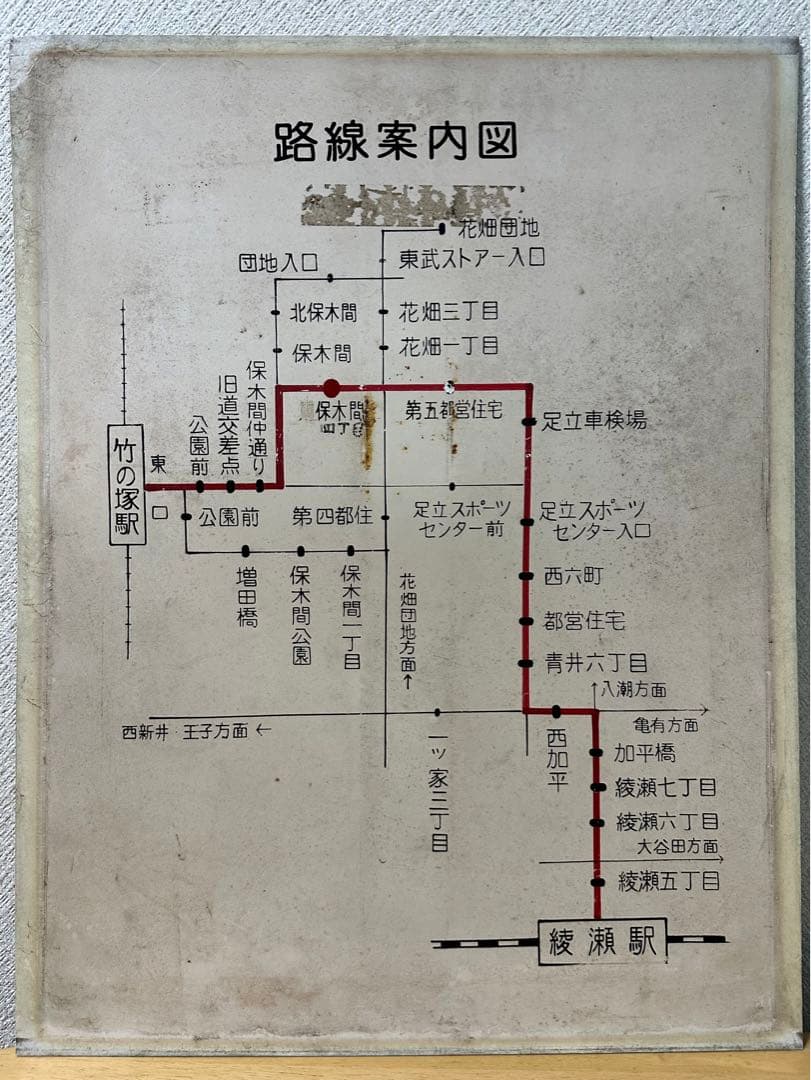 路線案内図
花畑団地
東武ストアー入口
団地入口
北保木間
花畑三丁目
保木間
花畑一丁目
保木間仲通り
旧道交差点
公園前
保木間
四丁目
第五都営住宅
足立車検場
竹の塚駅
東
口
公園前
第四都住
足立スポーツ
センター前
足立スポーツ
センター入口
増田橋
保木間公園
保木間一丁目
花畑団地方面↑
西六町
都営住宅
青井六丁目
八潮方面
亀有方面
西新井・王子方面←
一ッ家三丁目
西加平
加平橋
綾瀬七丁目
綾瀬六丁目
大谷田方面
綾瀬五丁目
綾瀬駅